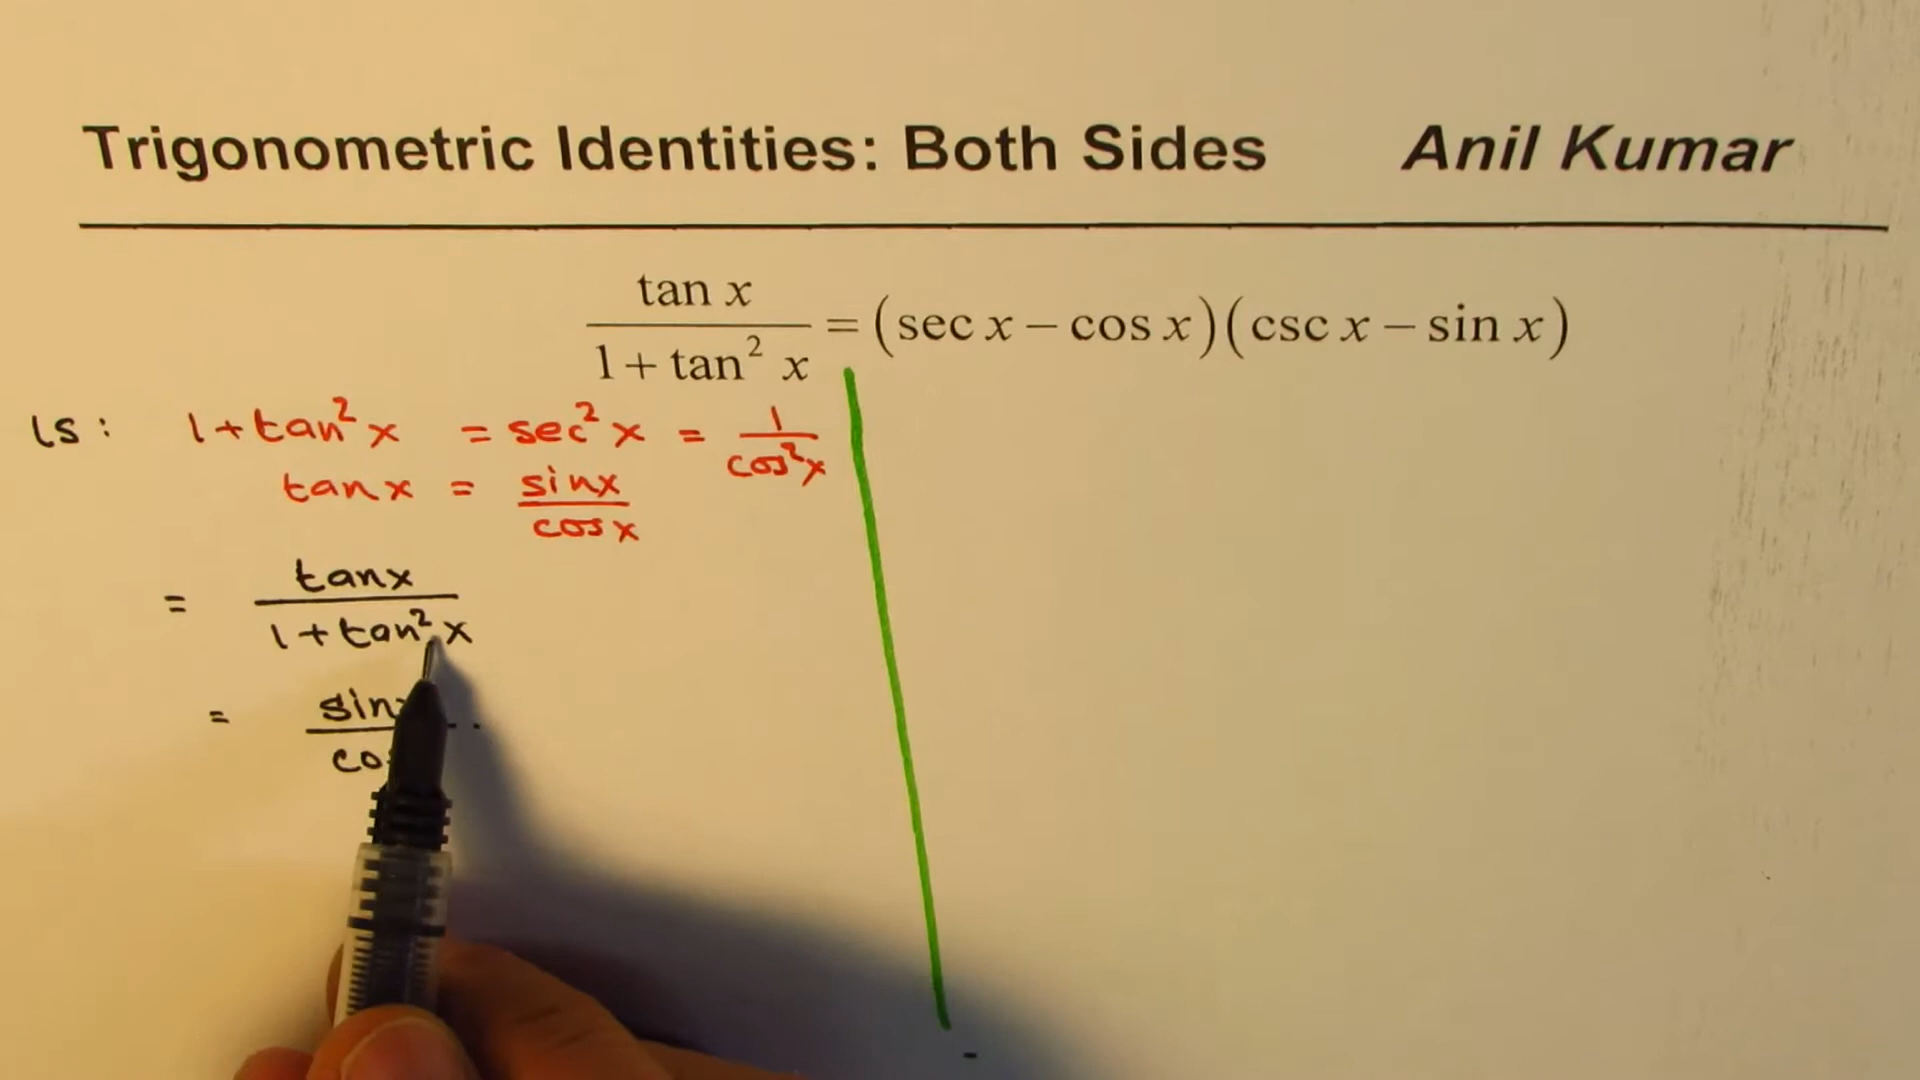 Trigonometric Identities: Both Sides Anil Kumar
tan x / 1 + tan² x = (sec x − cos x)(csc x − sin x)
LS: 1+tan²x = sec²x = 1/cos²x
tanx = sinx/cosx
= tanx / 1+tan²x
=